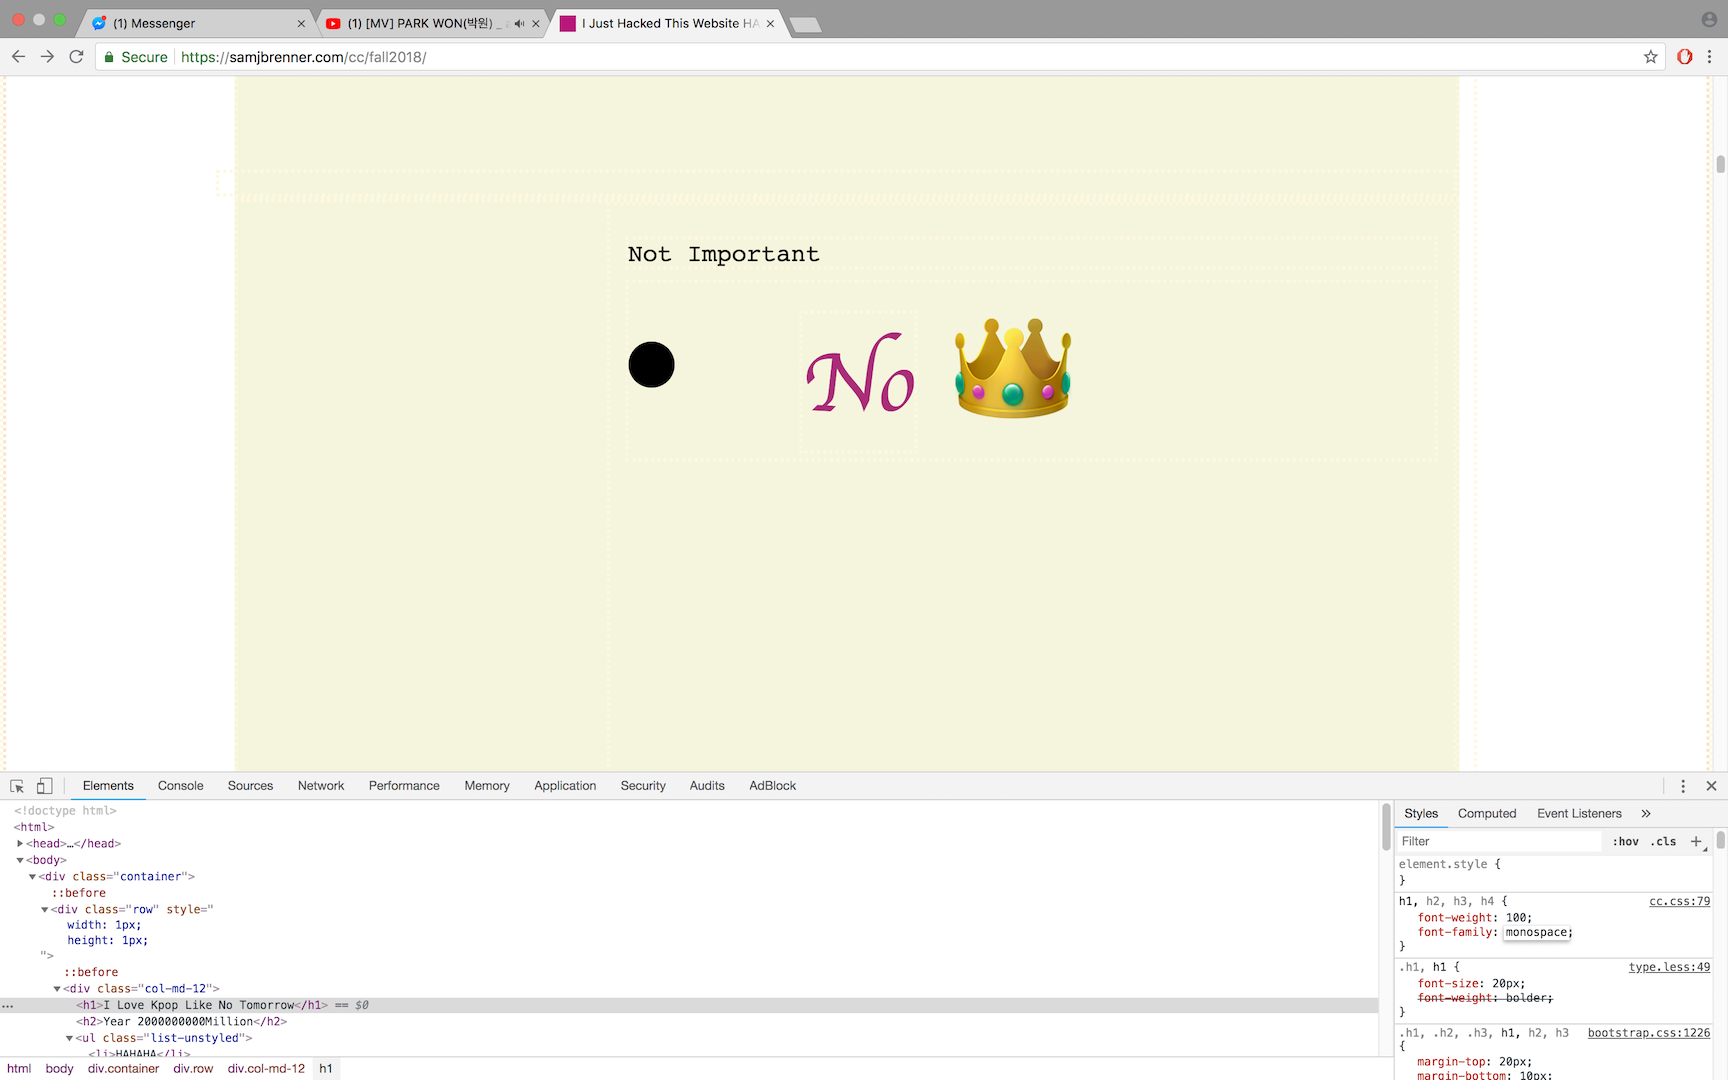 (1) Messenger
(1) [MV] PARK WON(박원) _
I Just Hacked This Website HA
Secure https://samjbrenner.com/cc/fall2018/
Not Important
No
Elements Console Sources Network Performance Memory Application Security Audits AdBlock
<!doctype html>
<html>
<head>…</head>
<body>
<div class="container">
::before
<div class="row" style="
width: 1px;
height: 1px;
">
::before
<div class="col-md-12">
… <h1>I Love Kpop Like No Tomorrow</h1> == $0
<h2>Year 2000000000Million</h2>
<ul class="list-unstyled">
<li>HAHAHA</li>
html body div.container div.row div.col-md-12 h1
Styles Computed Event Listeners »
Filter :hov .cls +
element.style {
}
h1, h2, h3, h4 { cc.css:79
font-weight: 100;
font-family: monospace;
}
.h1, h1 { type.less:49
font-size: 20px;
font-weight: bolder;
}
.h1, .h2, .h3, h1, h2, h3 bootstrap.css:1226
{
margin-top: 20px;
margin-bottom: 10px;